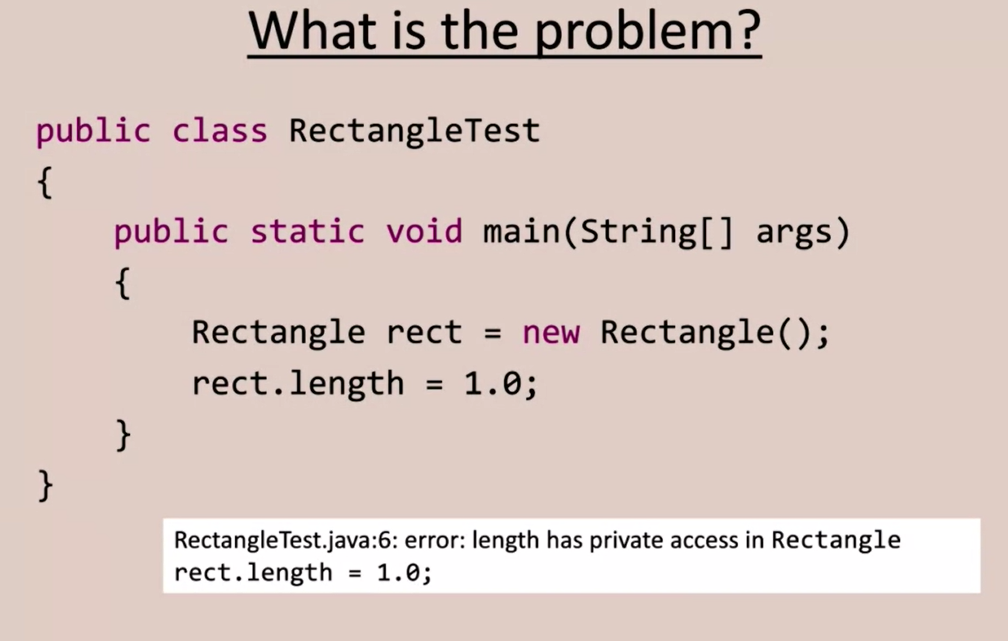 What is the problem?
public class RectangleTest
{
public static void main(String[] args)
{
Rectangle rect = new Rectangle();
rect.length = 1.0;
}
}
RectangleTest.java:6: error: length has private access in Rectangle
rect.length = 1.0;